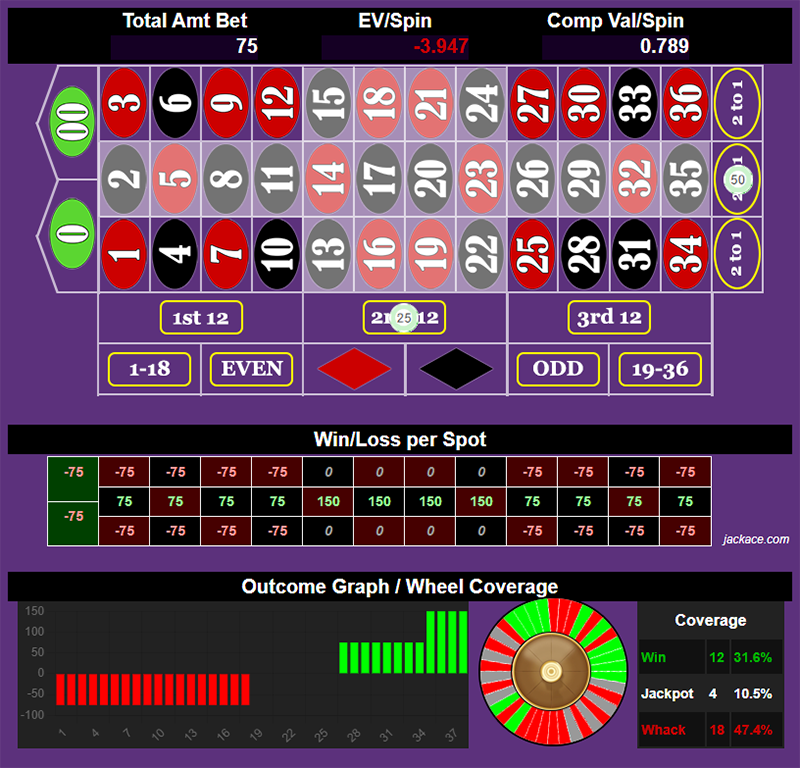 Total Amt Bet EV/Spin Comp Val/Spin
75 -3.947 0.789
00 3 6 9 12 15 18 21 24 27 30 33 36 2 to 1
2 5 8 11 14 17 20 23 26 29 32 35 50
0 1 4 7 10 13 16 19 22 25 28 31 34 2 to 1
1st 12 25 12 3rd 12
1-18 EVEN ODD 19-36
Win/Loss per Spot
-75 -75 -75 -75 -75 0 0 0 0 -75 -75 -75 -75
75 75 75 75 150 150 150 150 75 75 75 75
-75 -75 -75 -75 -75 0 0 0 0 -75 -75 -75 -75
jackace.com
Outcome Graph / Wheel Coverage
150
100
50
0
-50
-100
1 4 7 10 13 16 19 22 25 28 31 34 37
Coverage
Win 12 31.6%
Jackpot 4 10.5%
Whack 18 47.4%